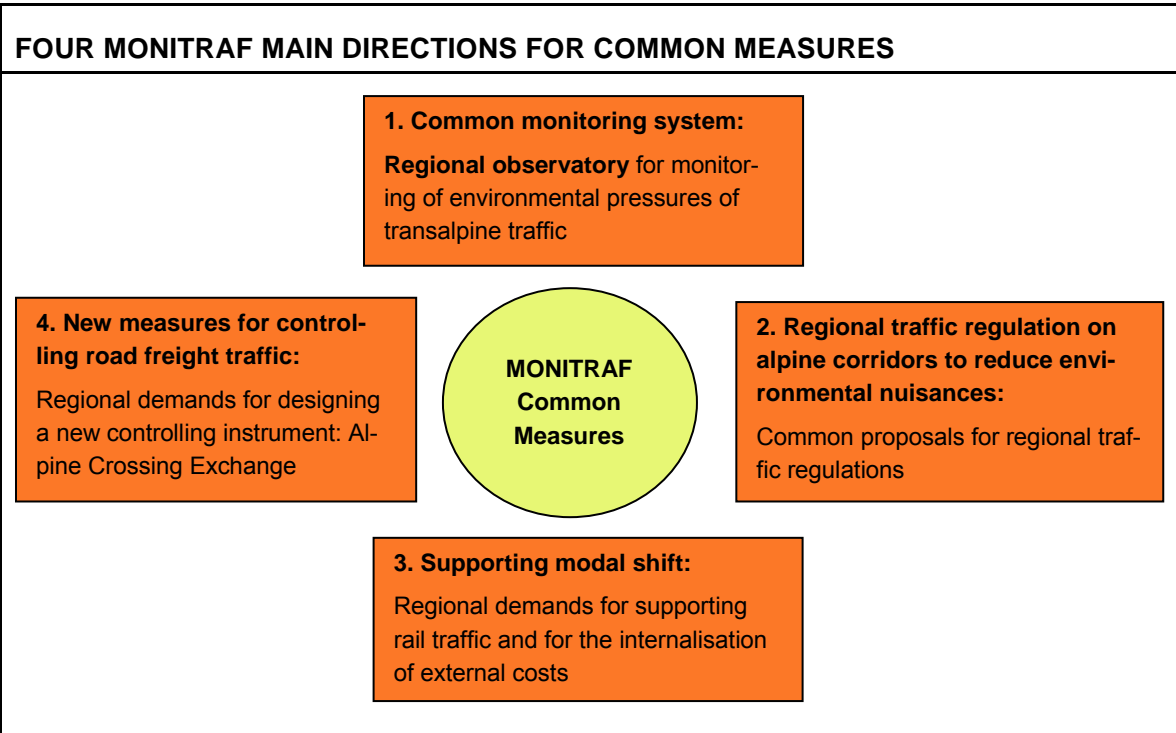 FOUR MONITRAF MAIN DIRECTIONS FOR COMMON MEASURES
1. Common monitoring system:
Regional observatory for monitor-
ing of environmental pressures of
transalpine traffic
4. New measures for control-
ling road freight traffic:
Regional demands for designing
a new controlling instrument: Al-
pine Crossing Exchange
MONITRAF
Common
Measures
2. Regional traffic regulation on
alpine corridors to reduce envi-
ronmental nuisances:
Common proposals for regional traf-
fic regulations
3. Supporting modal shift:
Regional demands for supporting
rail traffic and for the internalisation
of external costs